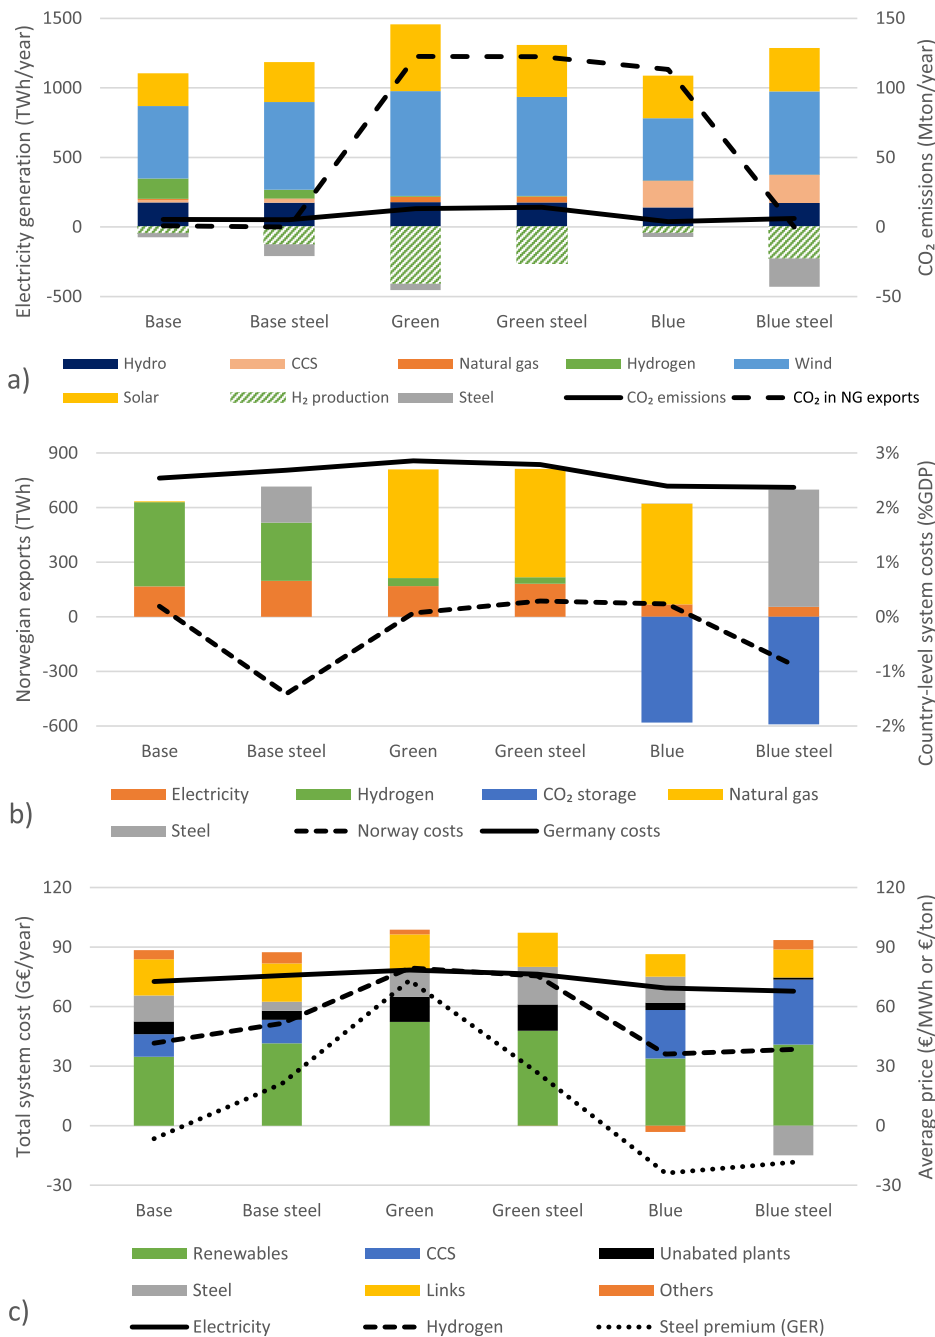 1500
1000
500
0
-500
Electricity generation (TWh/year)
150
100
50
0
-50
CO₂ emissions (Mton/year)
Base Base steel Green Green steel Blue Blue steel
a)
Hydro CCS Natural gas Hydrogen Wind
Solar H₂ production Steel CO₂ emissions CO₂ in NG exports
900
600
300
0
-300
-600
Norwegian exports (TWh)
3%
2%
1%
0%
-1%
-2%
Country-level system costs (%GDP)
Base Base steel Green Green steel Blue Blue steel
b)
Electricity Hydrogen CO₂ storage Natural gas
Steel Norway costs Germany costs
120
90
60
30
0
-30
Total system cost (G€/year)
120
90
60
30
0
-30
Average price (€/MWh or €/ton)
Base Base steel Green Green steel Blue Blue steel
c)
Renewables CCS Unabated plants
Steel Links Others
Electricity Hydrogen Steel premium (GER)